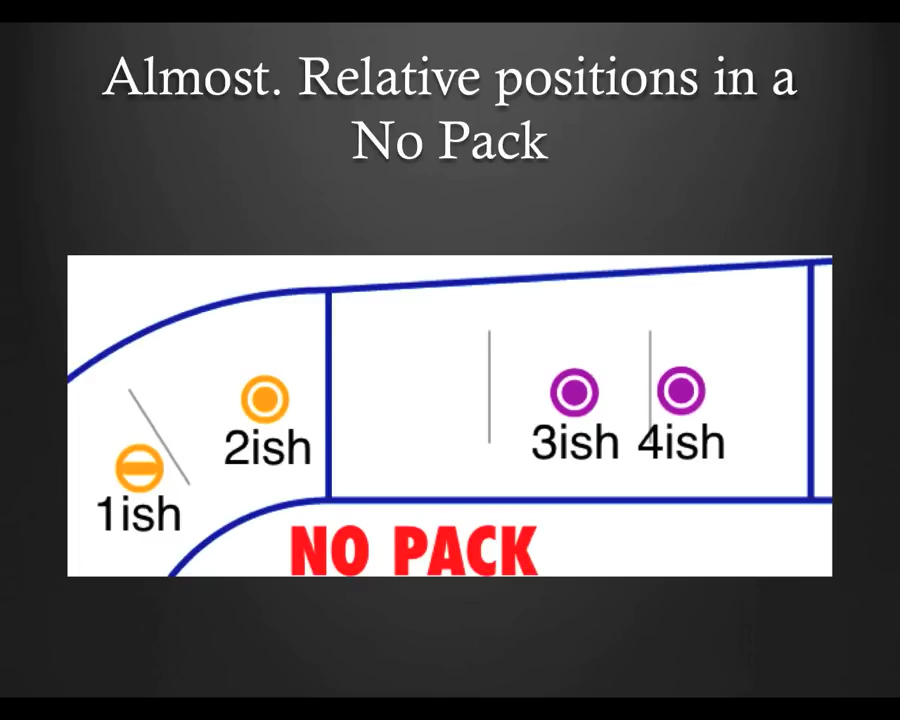 Almost. Relative positions in a
No Pack
2ish
3ish 4ish
1ish
NO PACK